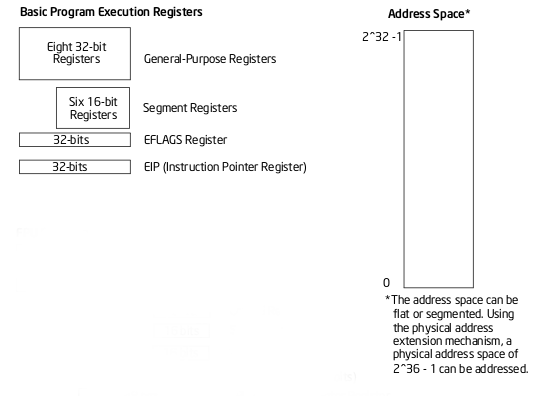 Basic Program Execution Registers
Address Space*
2^32 -1
Eight 32-bit
Registers
General-Purpose Registers
Six 16-bit
Registers
Segment Registers
32-bits
EFLAGS Register
32-bits
EIP (Instruction Pointer Register)
0
*The address space can be
flat or segmented. Using
the physical address
extension mechanism, a
physical address space of
2^36 - 1 can be addressed.